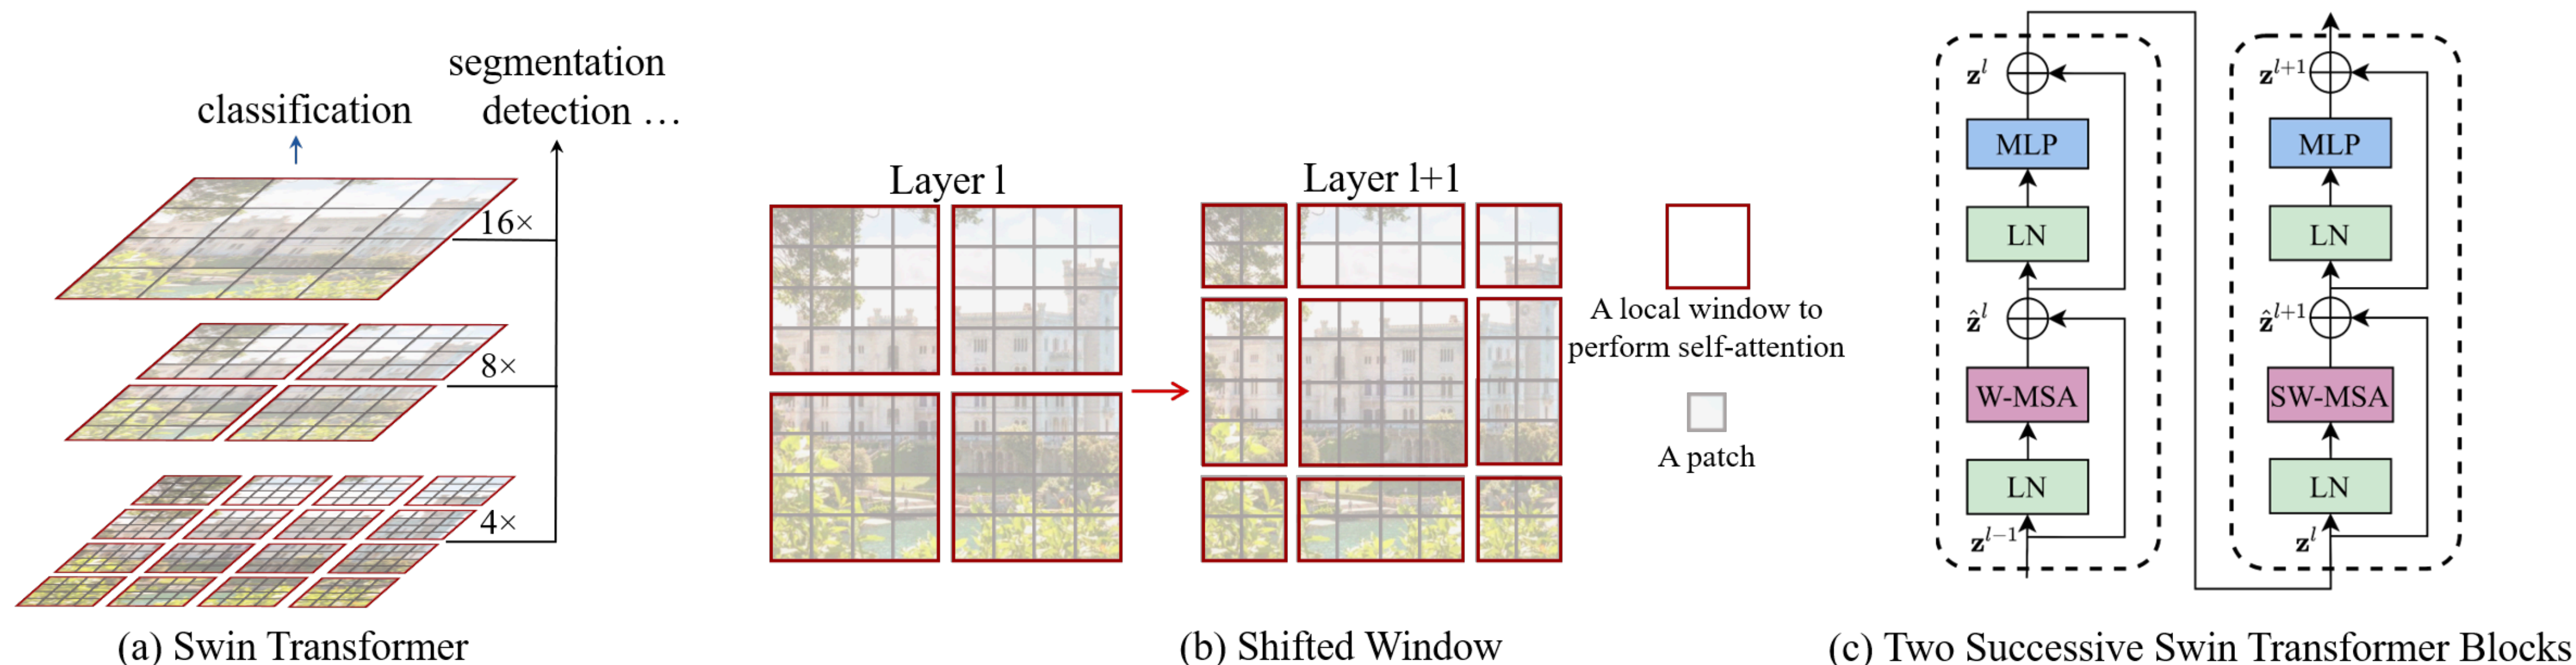 classification
segmentation
detection …
16×
8×
4×
(a) Swin Transformer
Layer l
Layer l+1
A local window to
perform self-attention
A patch
(b) Shifted Window
z^l
MLP
LN
ẑ^l
W-MSA
LN
z^{l−1}
z^{l+1}
MLP
LN
ẑ^{l+1}
SW-MSA
LN
z^l
(c) Two Successive Swin Transformer Blocks